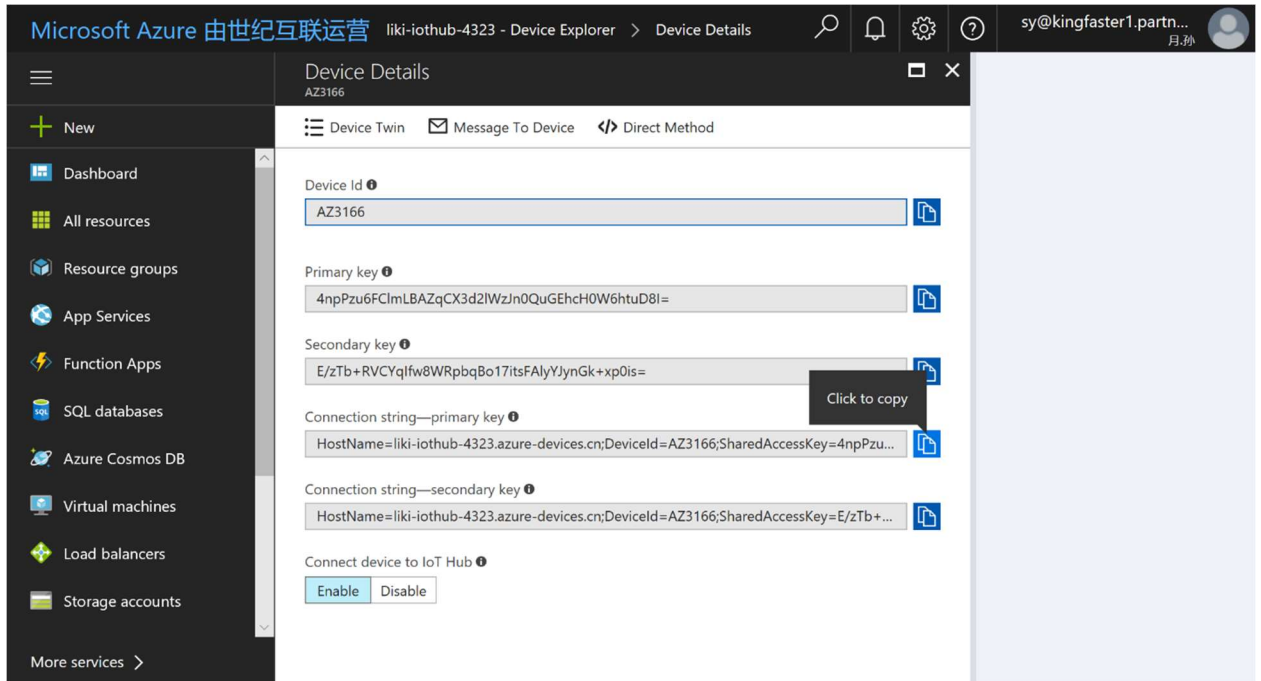 Microsoft Azure 由世纪互联运营 liki-iothub-4323 - Device Explorer > Device Details
sy@kingfaster1.partn...
月.孙
Device Details
AZ3166
New
Device Twin Message To Device </> Direct Method
Dashboard
All resources
Resource groups
App Services
Function Apps
SQL databases
Azure Cosmos DB
Virtual machines
Load balancers
Storage accounts
More services >
Device Id
AZ3166
Primary key
4npPzu6FClmLBAZqCX3d2lWzJn0QuGEhcH0W6htuD8I=
Secondary key
E/zTb+RVCYqIfw8WRpbqBo17itsFAlyYJynGk+xp0is=
Click to copy
Connection string—primary key
HostName=liki-iothub-4323.azure-devices.cn;DeviceId=AZ3166;SharedAccessKey=4npPzu...
Connection string—secondary key
HostName=liki-iothub-4323.azure-devices.cn;DeviceId=AZ3166;SharedAccessKey=E/zTb+...
Connect device to IoT Hub
Enable Disable